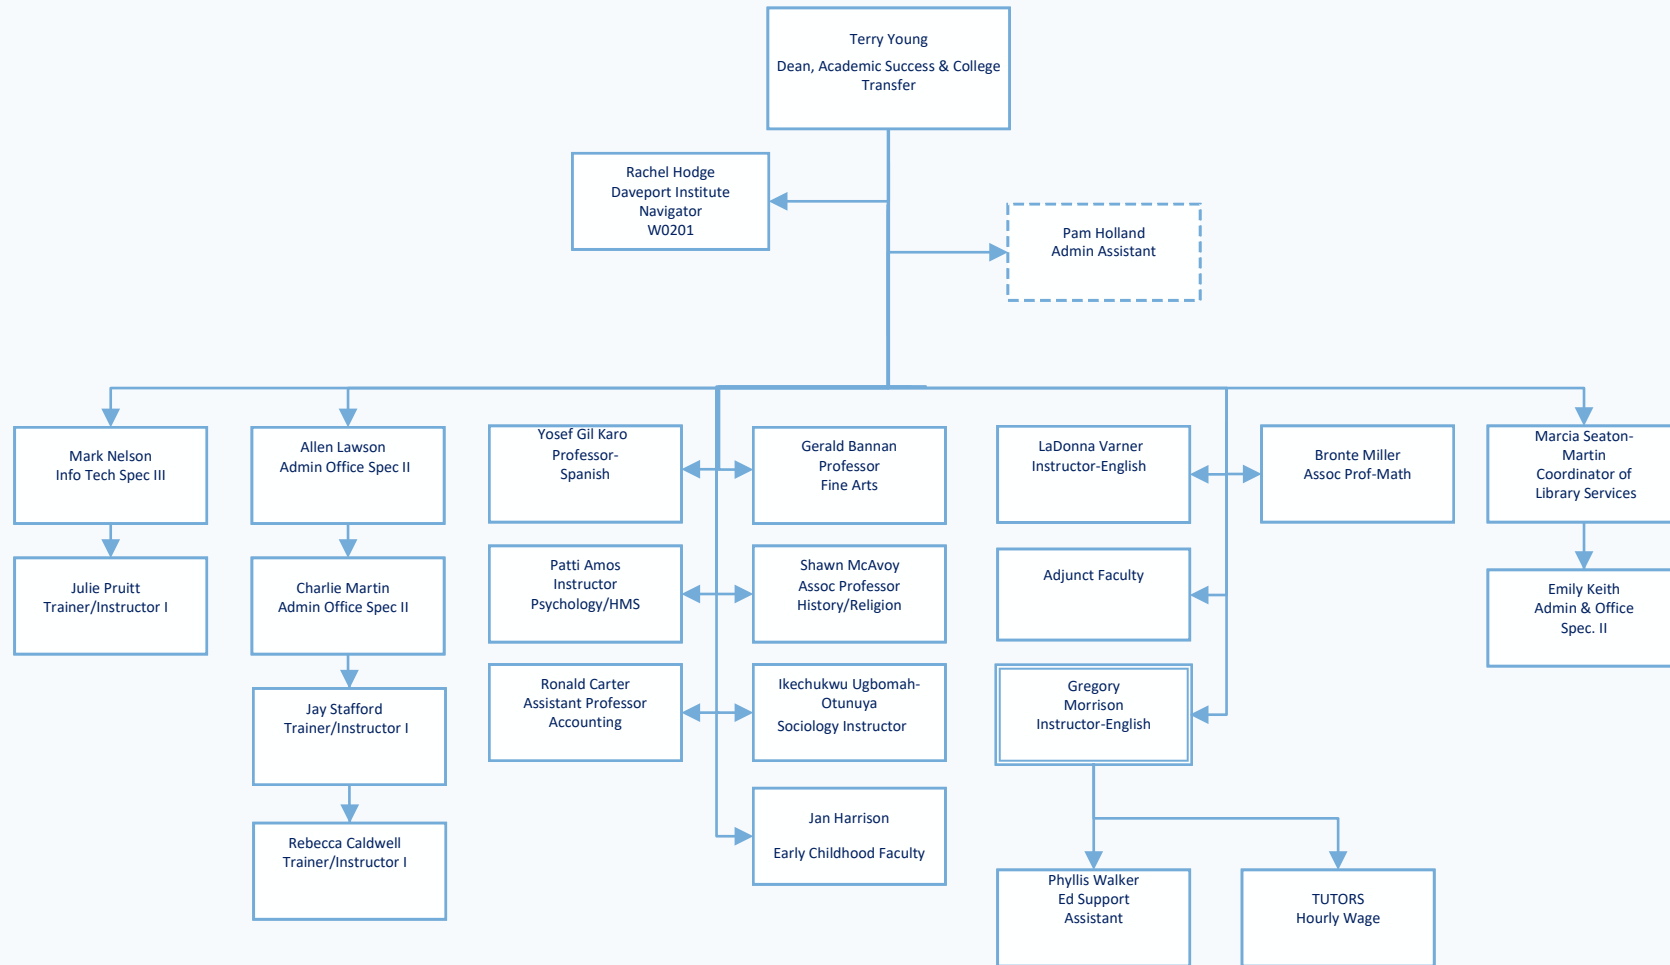 Terry Young
Dean, Academic Success & College
Transfer
Rachel Hodge
Daveport Institute
Navigator
W0201
Pam Holland
Admin Assistant
Mark Nelson
Info Tech Spec III
Allen Lawson
Admin Office Spec II
Yosef Gil Karo
Professor-
Spanish
Gerald Bannan
Professor
Fine Arts
LaDonna Varner
Instructor-English
Bronte Miller
Assoc Prof-Math
Marcia Seaton-
Martin
Coordinator of
Library Services
Julie Pruitt
Trainer/Instructor I
Charlie Martin
Admin Office Spec II
Patti Amos
Instructor
Psychology/HMS
Shawn McAvoy
Assoc Professor
History/Religion
Adjunct Faculty
Emily Keith
Admin & Office
Spec. II
Jay Stafford
Trainer/Instructor I
Ronald Carter
Assistant Professor
Accounting
Ikechukwu Ugbomah-
Otunuya
Sociology Instructor
Gregory
Morrison
Instructor-English
Rebecca Caldwell
Trainer/Instructor I
Jan Harrison
Early Childhood Faculty
Phyllis Walker
Ed Support
Assistant
TUTORS
Hourly Wage